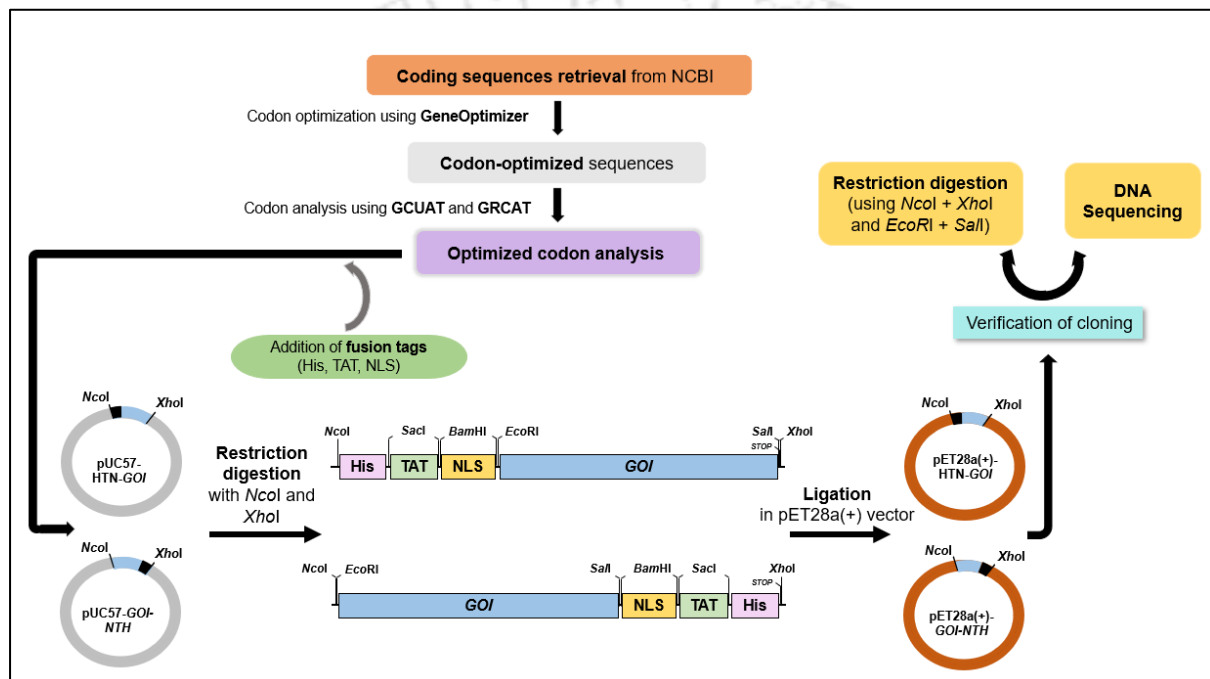 Coding sequences retrieval from NCBI
Codon optimization using GeneOptimizer
Codon-optimized sequences
Codon analysis using GCUAT and GRCAT
Optimized codon analysis
Addition of fusion tags
(His, TAT, NLS)
Restriction digestion
(using NcoI + XhoI
and EcoRI + SalI)
DNA
Sequencing
Verification of cloning
NcoI
XhoI
pUC57-
HTN-GOI
NcoI
XhoI
pUC57-GOI-
NTH
Restriction
digestion
with NcoI and
XhoI
NcoI
SacI
BamHI
EcoRI
SalI
XhoI
STOP
His
TAT
NLS
GOI
NcoI
EcoRI
SalI
BamHI
SacI
XhoI
STOP
GOI
NLS
TAT
His
Ligation
in pET28a(+) vector
NcoI
XhoI
pET28a(+)-
HTN-GOI
NcoI
XhoI
pET28a(+)-
GOI-NTH